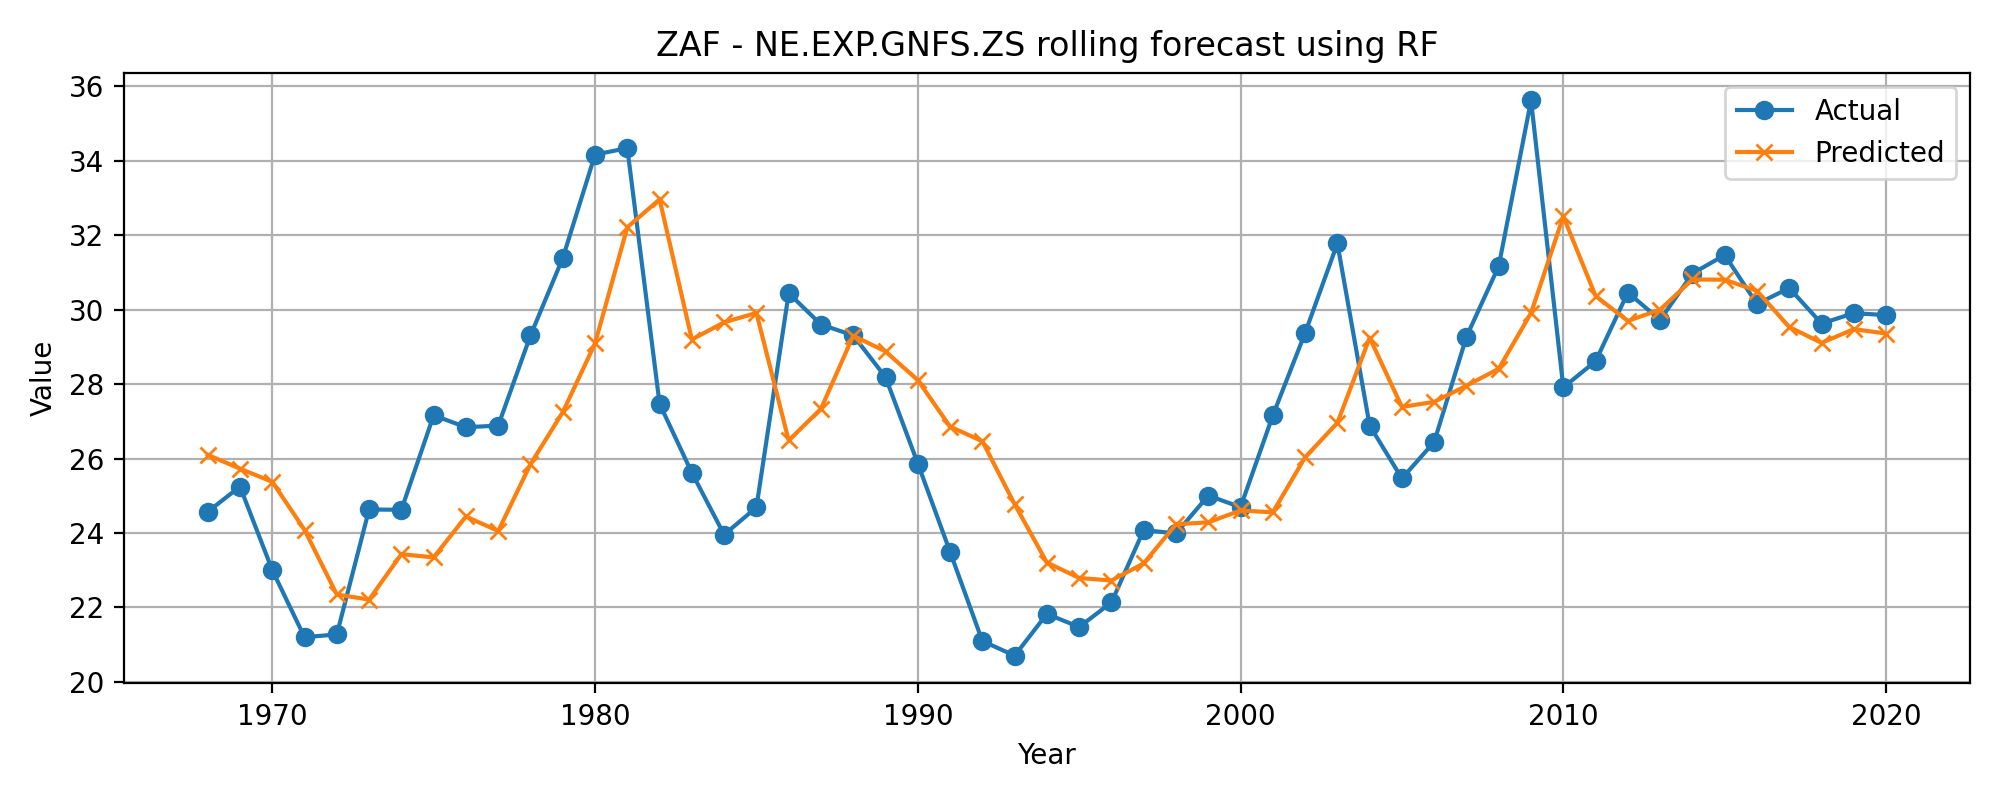 ZAF - NE.EXP.GNFS.ZS rolling forecast using RF
Actual
Predicted
Value
36
34
32
30
28
26
24
22
20
1970 1980 1990 2000 2010 2020
Year